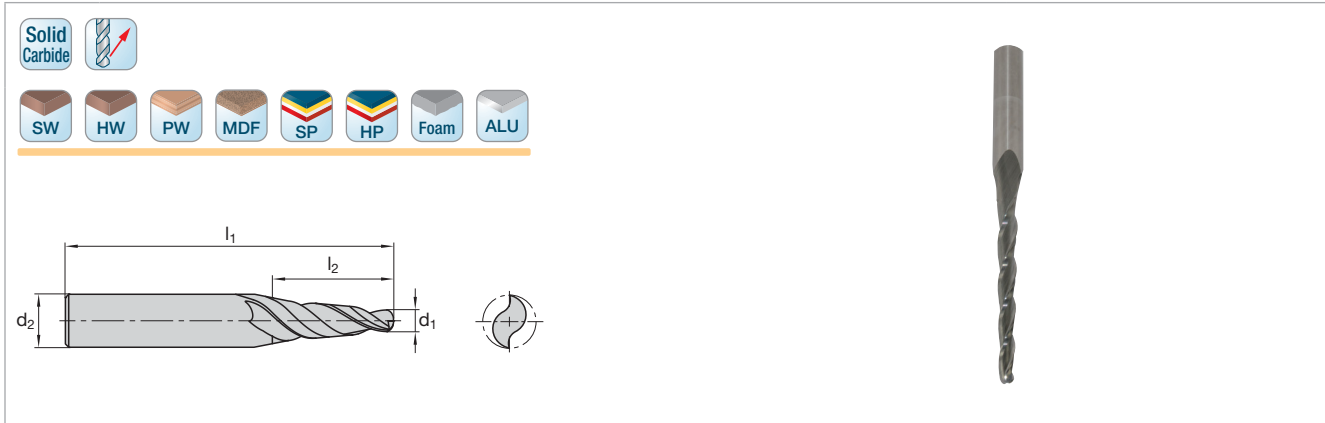 Solid
Carbide
SW HW PW MDF SP HP Foam ALU
l₁
l₂
d₂
d₁